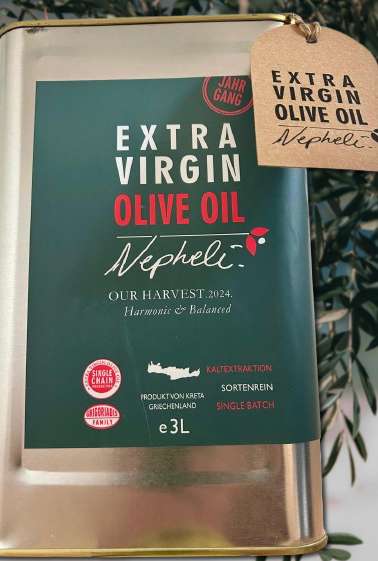 JAHR
GANG
EXTRA
VIRGIN
OLIVE OIL
Nepheli
OUR HARVEST.2024.
Harmonic & Balanced
SINGLE
CHAIN
GRIGORIADIS
FAMILY
PRODUKT VON KRETA
GRIECHENLAND
e 3L
KALTEXTRAKTION
SORTENREIN
SINGLE BATCH
EXTRA
VIRGIN
OLIVE OIL
Nepheli